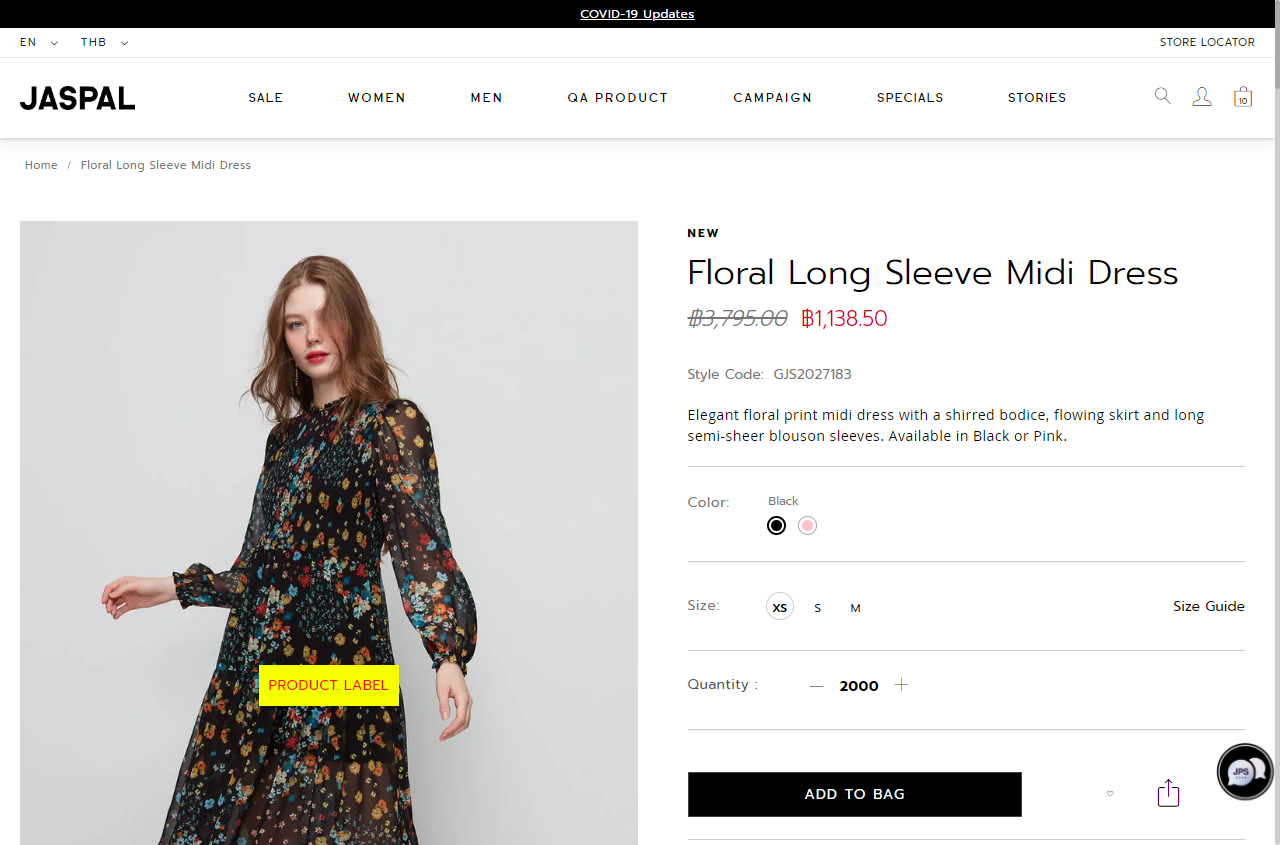 COVID-19 Updates
EN THB STORE LOCATOR
JASPAL SALE WOMEN MEN QA PRODUCT CAMPAIGN SPECIALS STORIES 10
Home / Floral Long Sleeve Midi Dress
NEW
Floral Long Sleeve Midi Dress
฿3,795.00 ฿1,138.50
Style Code: GJS2027183
Elegant floral print midi dress with a shirred bodice, flowing skirt and long
semi-sheer blouson sleeves. Available in Black or Pink.
Color: Black
Size: XS S M Size Guide
PRODUCT LABEL
Quantity : — 2000 +
ADD TO BAG
JPS